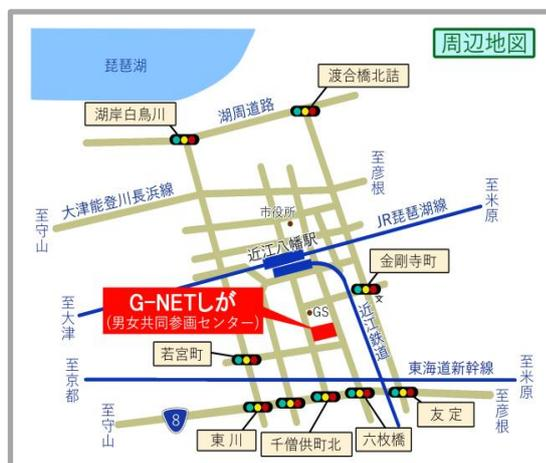 周辺地図
琵琶湖
渡合橋北詰
湖岸白鳥川
湖周道路
至彦根
大津能登川長浜線
至守山
市役所
至米原
JR琵琶湖線
近江八幡駅
金剛寺町
文
至大津
G-NETしが
(男女共同参画センター)
GS
近江鉄道
若宮町
東海道新幹線
至京都
至米原
至守山
8
東川
千僧供町北
六枚橋
友定
至彦根